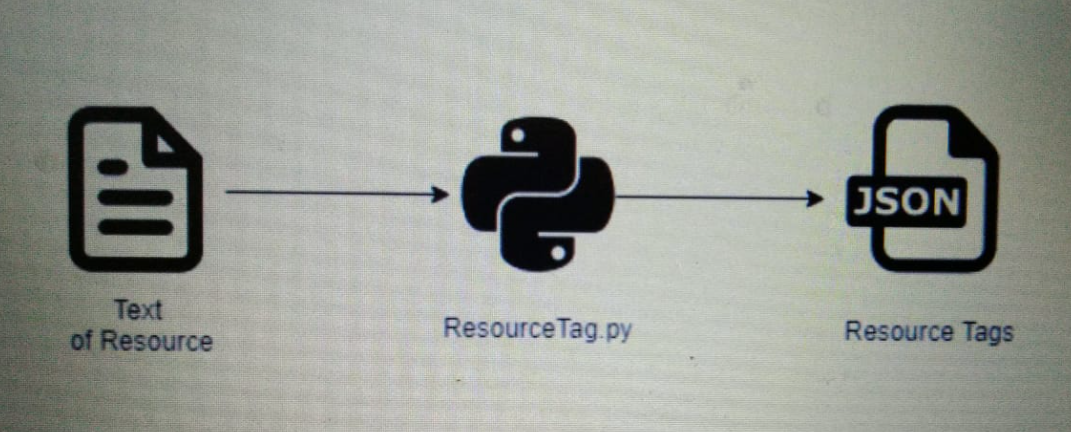 Text
of Resource
ResourceTag.py
JSON
Resource Tags